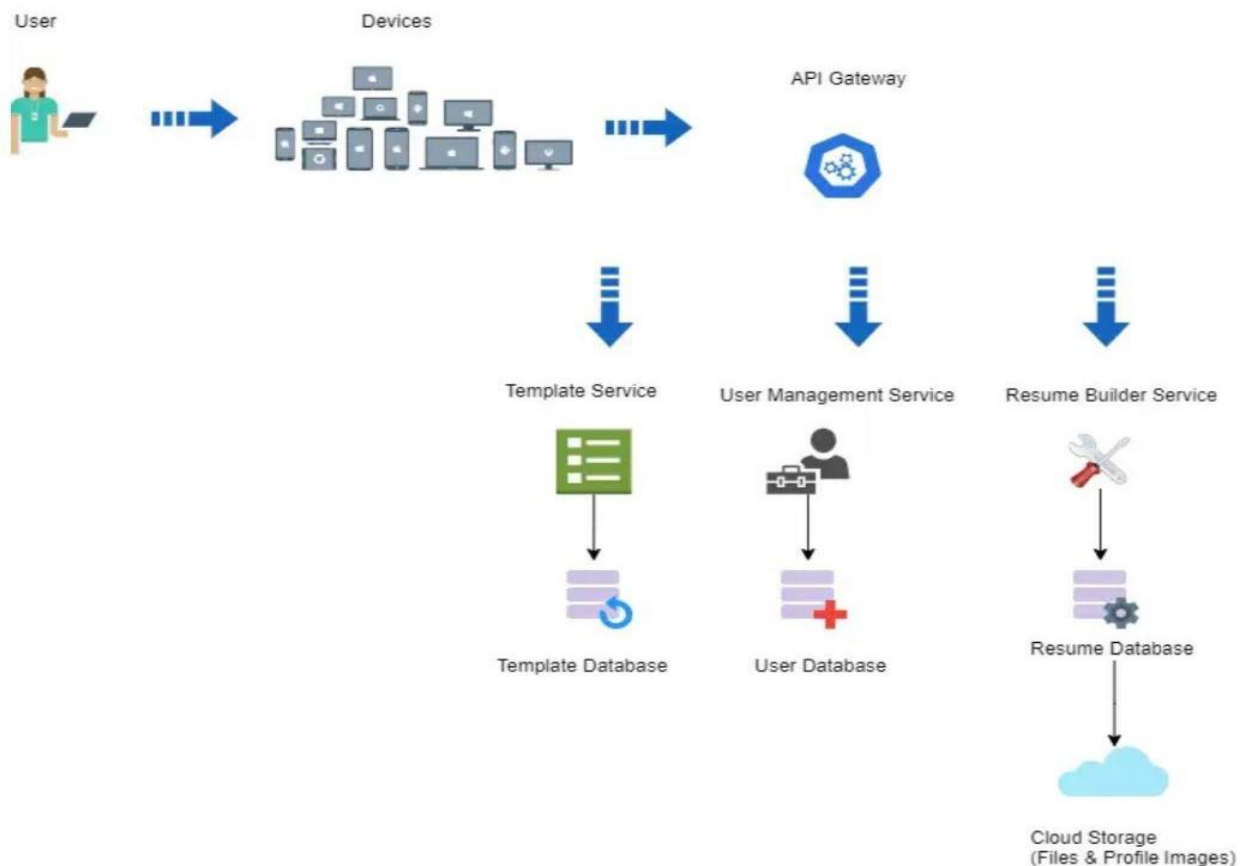 User
Devices
API Gateway
Template Service
User Management Service
Resume Builder Service
Template Database
User Database
Resume Database
Cloud Storage
(Files & Profile Images)